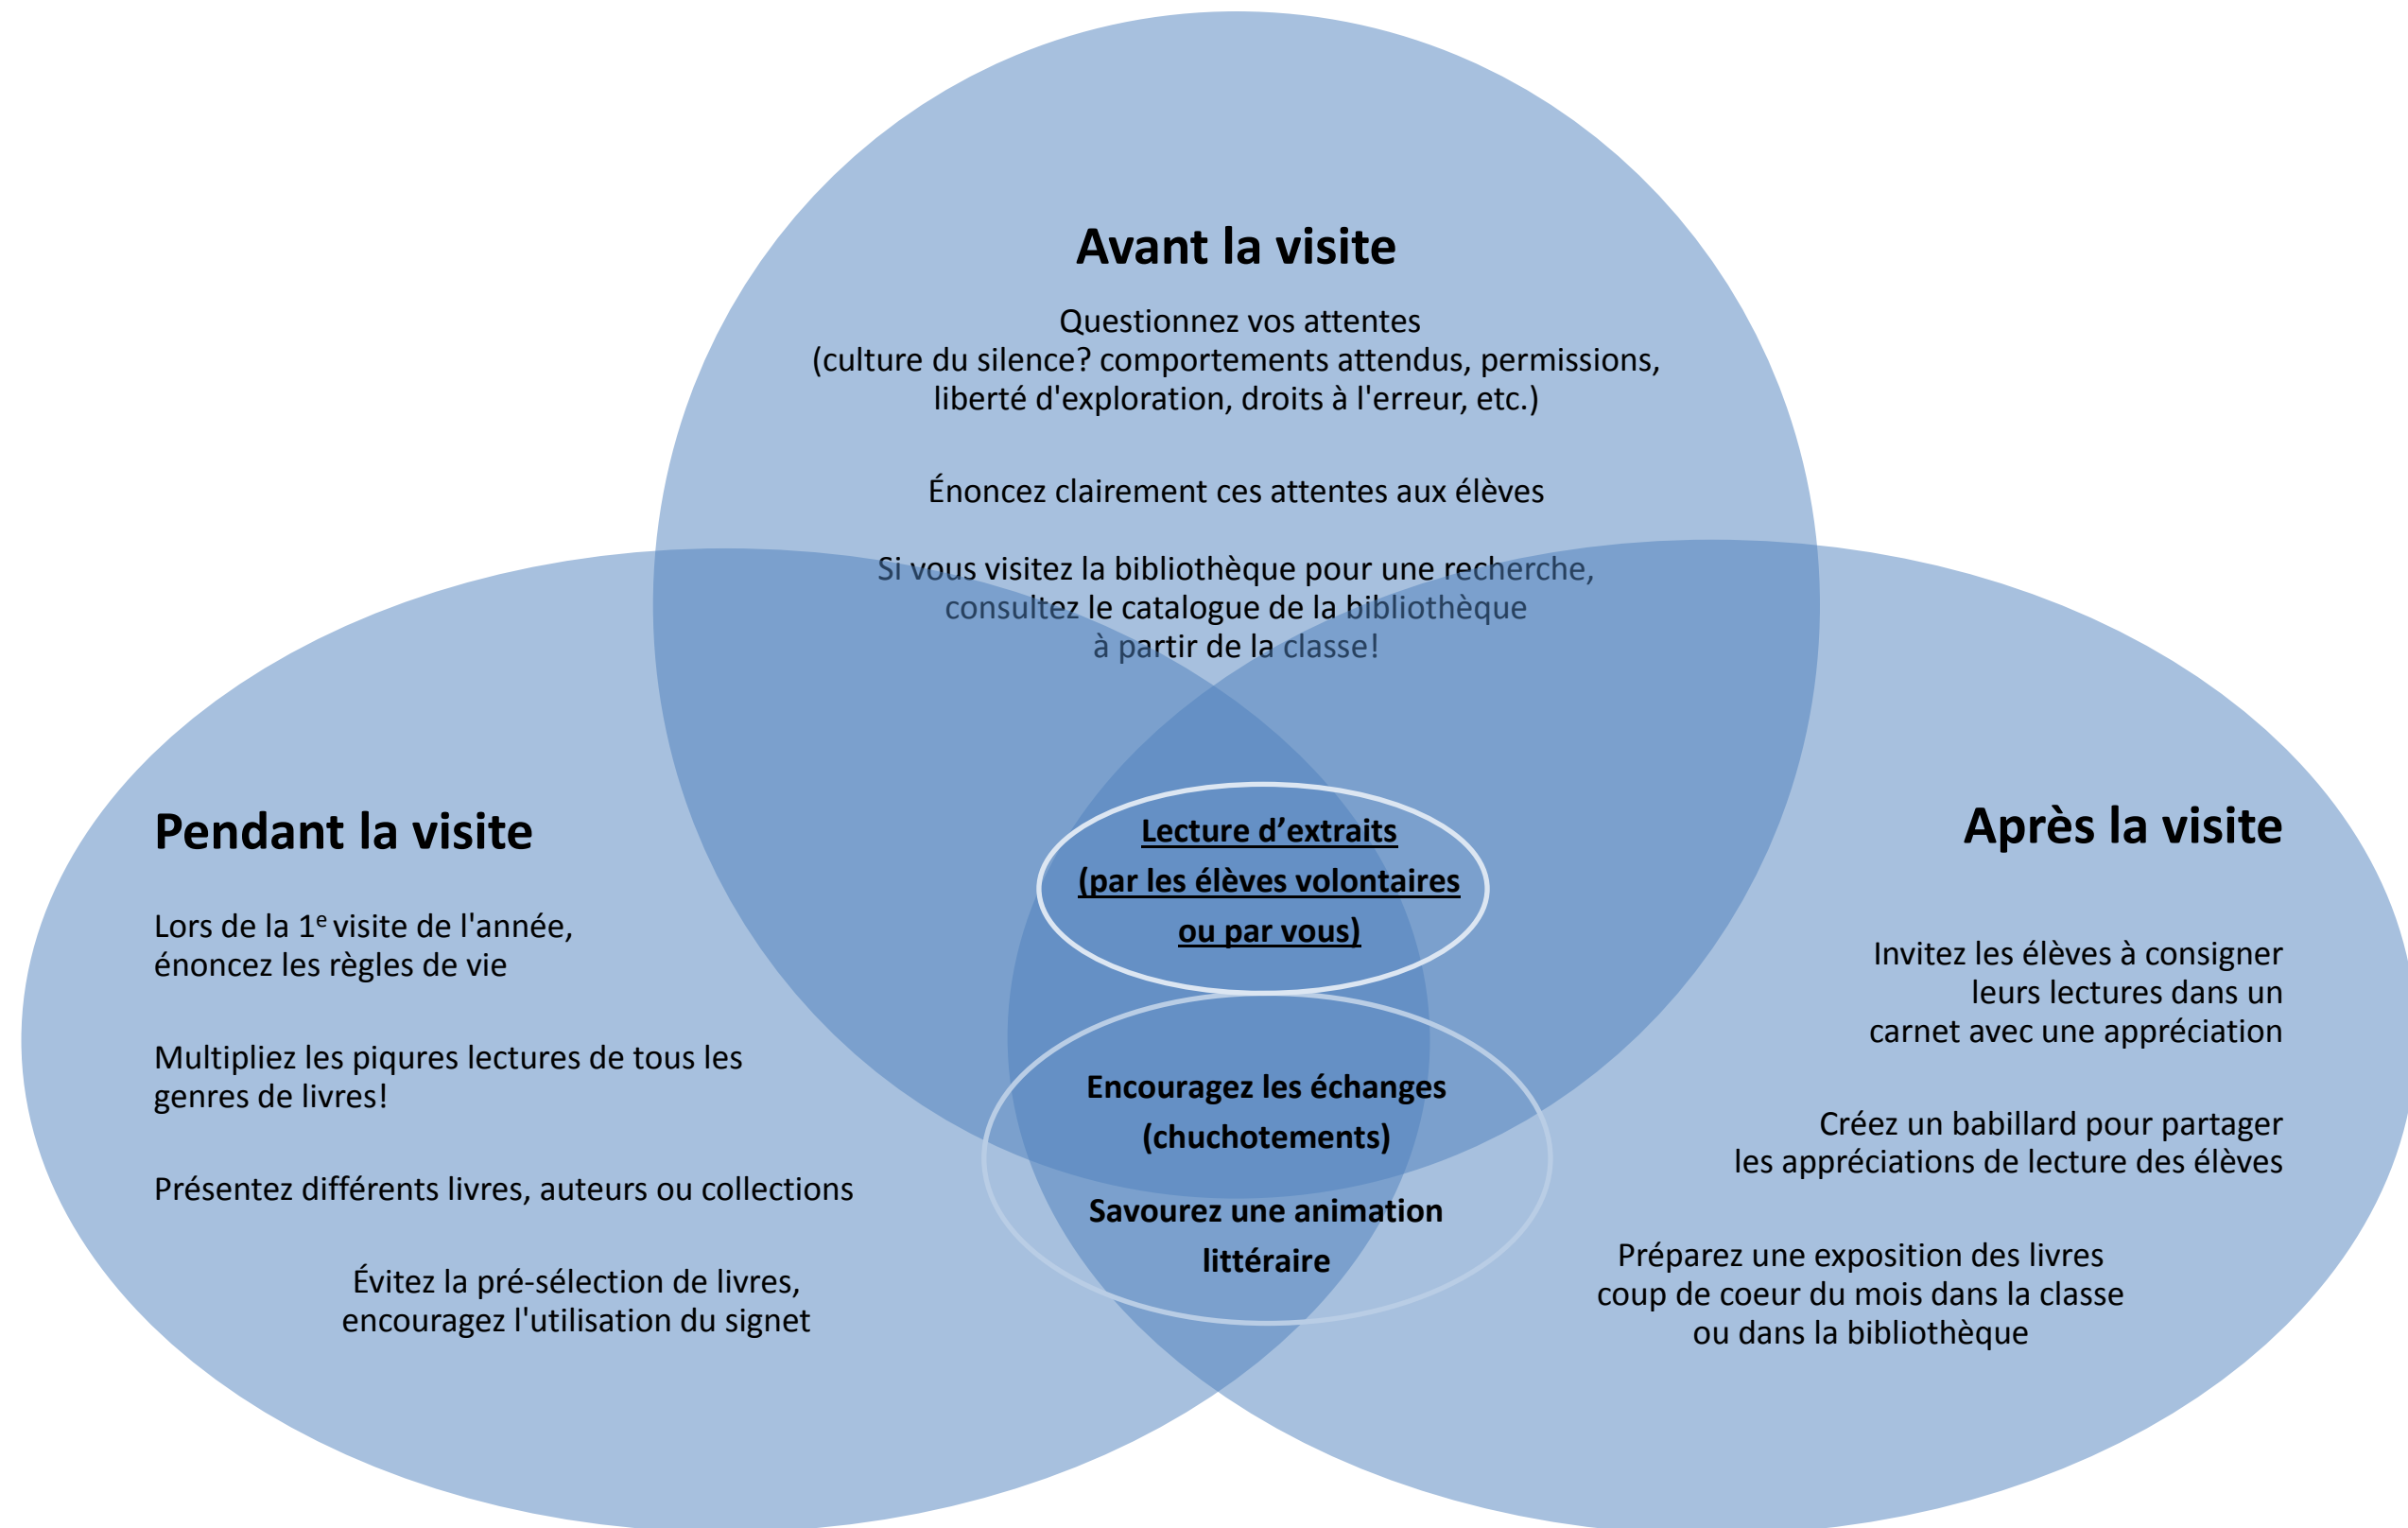 Avant la visite
Questionnez vos attentes
(culture du silence? comportements attendus, permissions,
liberté d'exploration, droits à l'erreur, etc.)
Énoncez clairement ces attentes aux élèves
Si vous visitez la bibliothèque pour une recherche,
consultez le catalogue de la bibliothèque
à partir de la classe!
Pendant la visite
Lors de la 1e visite de l'année,
énoncez les règles de vie
Multipliez les piqures lectures de tous les
genres de livres!
Présentez différents livres, auteurs ou collections
Évitez la pré-sélection de livres,
encouragez l'utilisation du signet
Lecture d’extraits
(par les élèves volontaires
ou par vous)
Encouragez les échanges
(chuchotements)
Savourez une animation
littéraire
Après la visite
Invitez les élèves à consigner
leurs lectures dans un
carnet avec une appréciation
Créez un babillard pour partager
les appréciations de lecture des élèves
Préparez une exposition des livres
coup de coeur du mois dans la classe
ou dans la bibliothèque